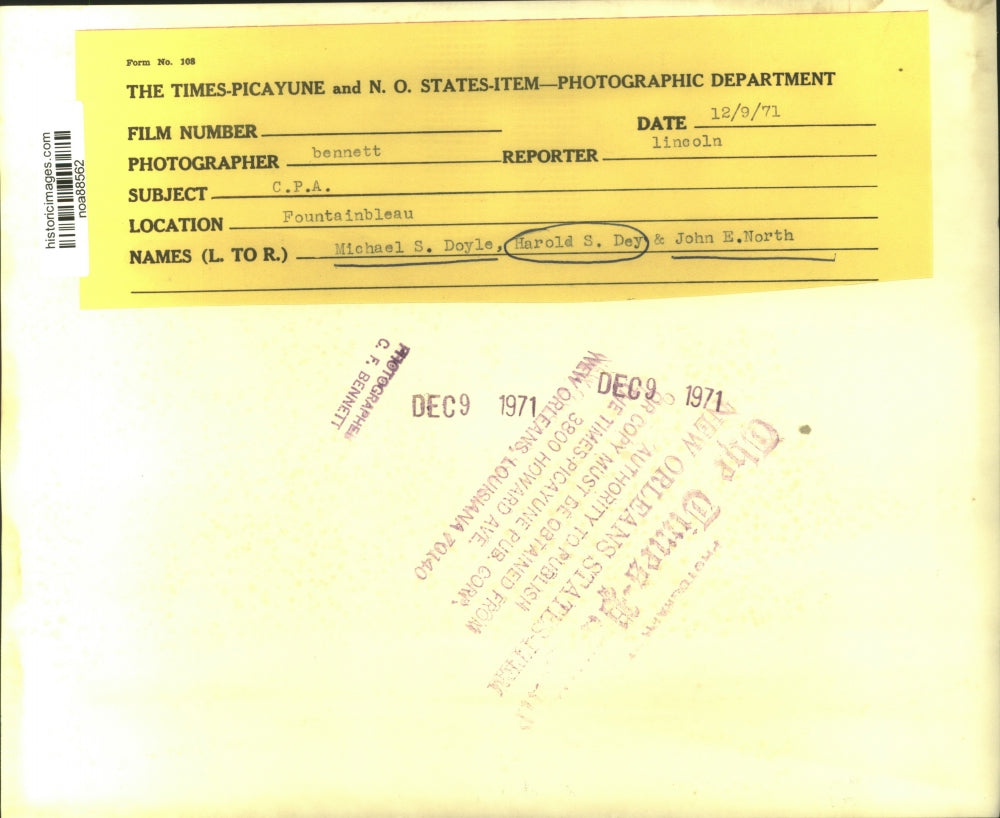 Form No. 108
THE TIMES-PICAYUNE and N. O. STATES-ITEM—PHOTOGRAPHIC DEPARTMENT
FILM NUMBER
DATE 12/9/71
PHOTOGRAPHER bennett
REPORTER lincoln
SUBJECT C.P.A.
LOCATION Fountainbleau
NAMES (L. TO R.) Michael S. Doyle, Harold S. Dey & John E.North
historicimages.com
noa88562
PHOTOGRAPHER
C. F. BENNETT
DEC 9 1971
DEC 9 1971
PHOTOGRAPH
The Times-
NEW ORLEANS STATES-ITEM
AUTHORITY TO PUBLISH
OR COPY MUST BE OBTAINED FROM
TIMES-PICAYUNE PUB. CORP.
3800 HOWARD AVE.
NEW ORLEANS, LOUISIANA 70140